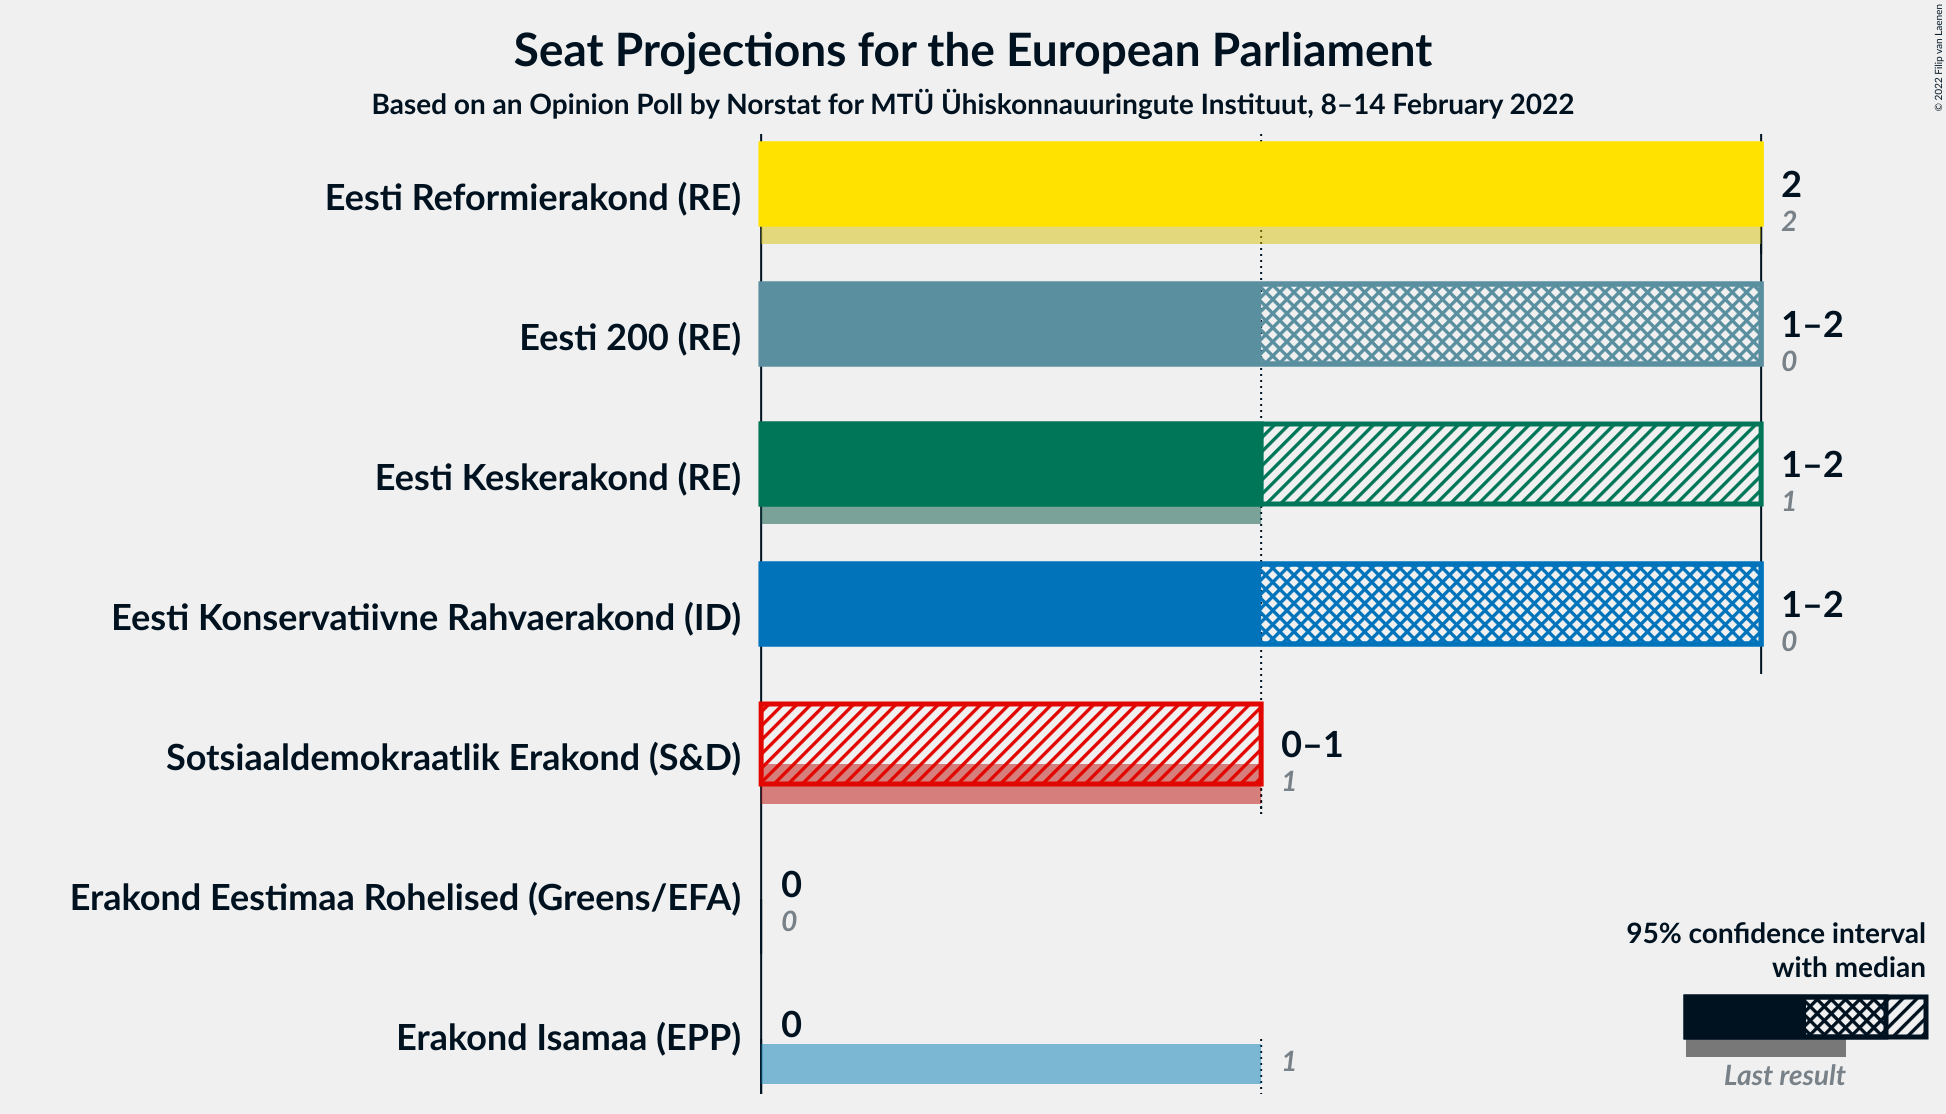 Seat Projections for the European Parliament
Based on an Opinion Poll by Norstat for MTÜ Ühiskonnauuringute Instituut, 8–14 February 2022
© 2022 Filip van Laenen
Eesti Reformierakond (RE)
2
2
Eesti 200 (RE)
1–2
0
Eesti Keskerakond (RE)
1–2
1
Eesti Konservatiivne Rahvaerakond (ID)
1–2
0
Sotsiaaldemokraatlik Erakond (S&D)
0–1
1
Erakond Eestimaa Rohelised (Greens/EFA)
0
0
Erakond Isamaa (EPP)
0
1
95% confidence interval
with median
Last result